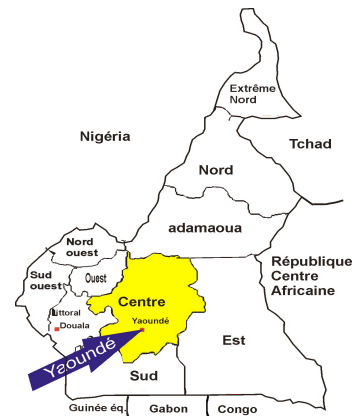 Extrême
Nord
Nigéria
Tchad
Nord
adamaoua
Nord
ouest
République
Centre
Africaine
Sud
ouest
Ouest
Centre
Littoral
Yaoundé
Douala
Est
Yaoundé
Sud
Guinée éq.
Gabon
Congo